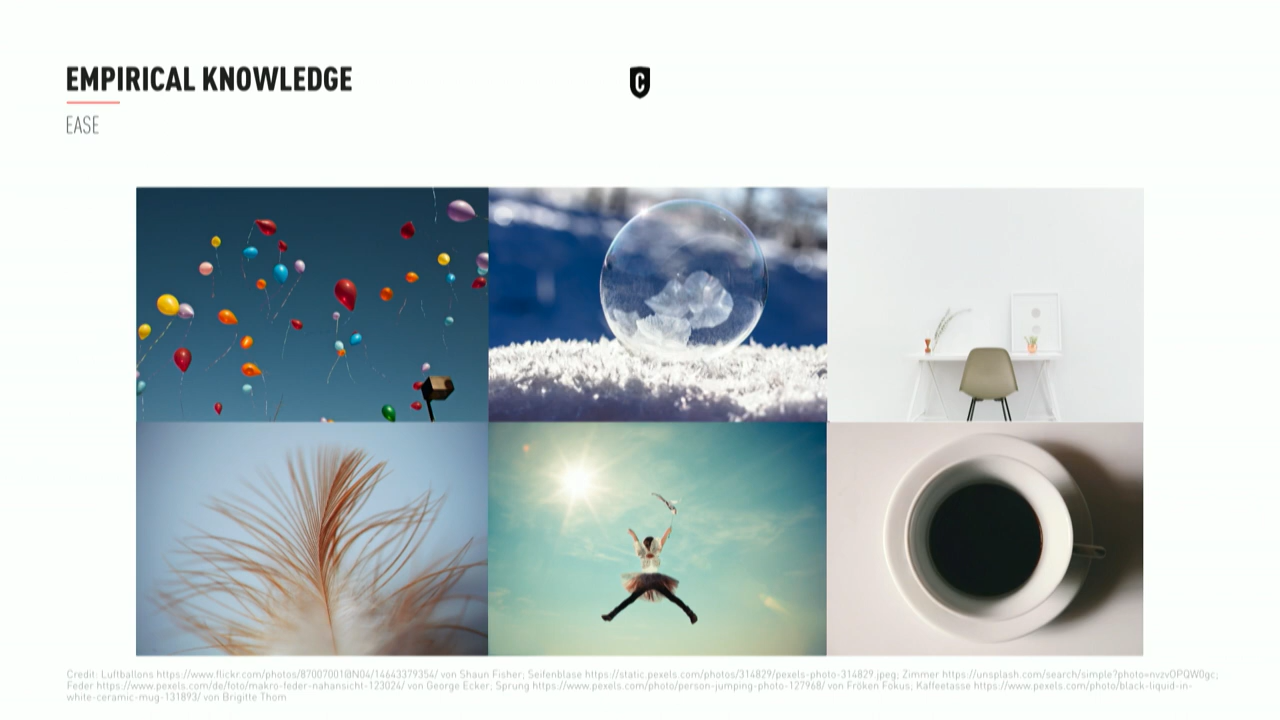 EMPIRICAL KNOWLEDGE
C
EASE
Credit: Luftballons https://www.flickr.com/photos/87007001@N04/14643379354/ von Shaun Fisher; Seifenblase https://static.pexels.com/photos/314829/pexels-photo-314829.jpeg; Zimmer https://unsplash.com/search/simple?photo=nvzvOPQW0gc;
Feder https://www.pexels.com/de/foto/makro-feder-nahansicht-123024/ von George Ecker; Sprung https://www.pexels.com/photo/person-jumping-photo-127968/ von Fröken Fokus; Kaffeetasse https://www.pexels.com/photo/black-liquid-in-
white-ceramic-mug-131893/ von Brigitte Thom